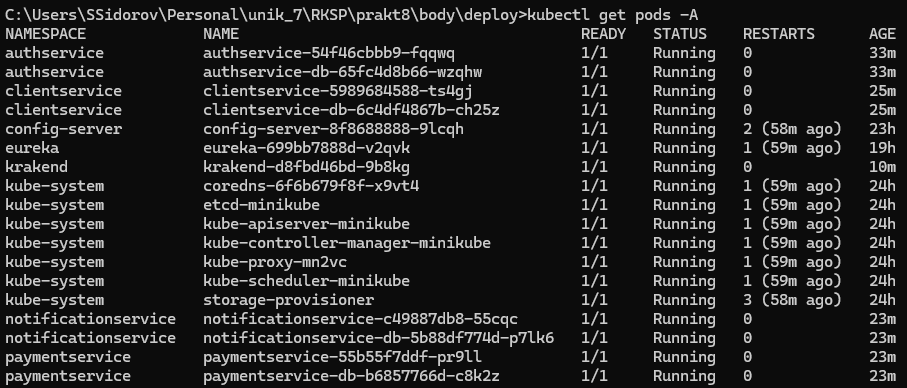 C:\Users\SSidorov\Personal\unik_7\RKSP\prakt8\body\deploy>kubectl get pods -A
NAMESPACE NAME READY STATUS RESTARTS AGE
authservice authservice-54f46cbbb9-fqqwq 1/1 Running 0 33m
authservice authservice-db-65fc4d8b66-wzqhw 1/1 Running 0 33m
clientservice clientservice-5989684588-ts4gj 1/1 Running 0 25m
clientservice clientservice-db-6c4df4867b-ch25z 1/1 Running 0 25m
config-server config-server-8f8688888-9lcqh 1/1 Running 2 (58m ago) 23h
eureka eureka-699bb7888d-v2qvk 1/1 Running 1 (59m ago) 19h
krakend krakend-d8fbd46bd-9b8kg 1/1 Running 0 10m
kube-system coredns-6f6b679f8f-x9vt4 1/1 Running 1 (59m ago) 24h
kube-system etcd-minikube 1/1 Running 1 (59m ago) 24h
kube-system kube-apiserver-minikube 1/1 Running 1 (59m ago) 24h
kube-system kube-controller-manager-minikube 1/1 Running 1 (59m ago) 24h
kube-system kube-proxy-mn2vc 1/1 Running 1 (59m ago) 24h
kube-system kube-scheduler-minikube 1/1 Running 1 (59m ago) 24h
kube-system storage-provisioner 1/1 Running 3 (58m ago) 24h
notificationservice notificationservice-c49887db8-55cqc 1/1 Running 0 23m
notificationservice notificationservice-db-5b88df774d-p7lk6 1/1 Running 0 23m
paymentservice paymentservice-55b55f7ddf-pr9ll 1/1 Running 0 23m
paymentservice paymentservice-db-b6857766d-c8k2z 1/1 Running 0 23m